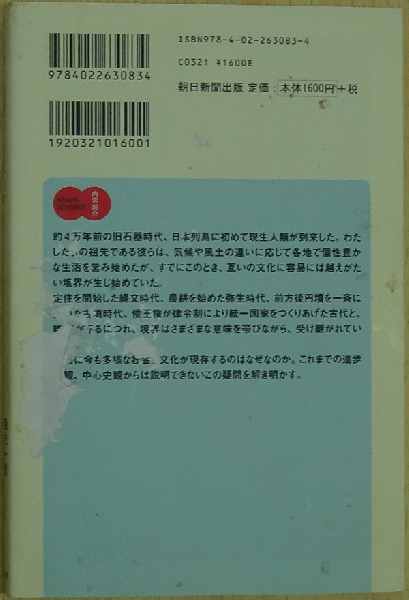 ISBN978-4-02-263083-4
C0321 ¥1600E
9784022630834
朝日新聞出版 定価:本体1600円+税
1920321016001
内容紹介
約4万年前の旧石器時代、日本列島に初めて現生人類が到来した。わた
した の祖先である彼らは、気候や風土の違いに応じて各地で個性豊か
な生活を営み始めたが、すでにこのとき、互いの文化に容易には越えがた
い境界が生じ始めていた。
定住を開始した縄文時代、農耕を始めた弥生時代、前方後円墳を一斉に
墳時代、倭王権が律令制により統一国家をつくりあげた古代と、
下るにつれ、境界はさまざまな意味を帯びながら、受け継がれてい
に今も多様な社会、文化が現存するのはなぜなのか。これまでの進歩
観、中心史観からは説明できないこの疑問を解き明かす。